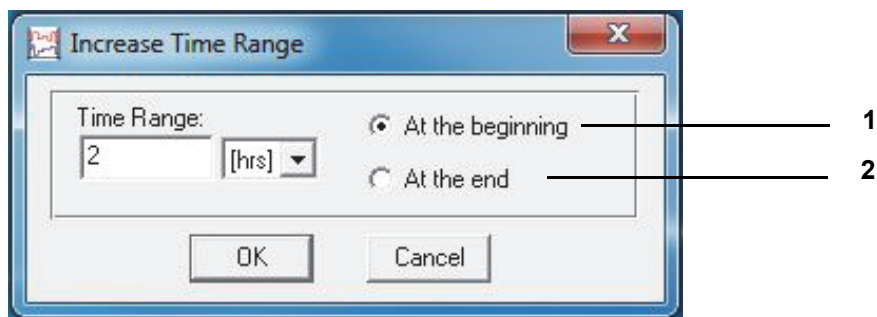 Increase Time Range
Time Range:
2 [hrs]
At the beginning 1
At the end 2
OK Cancel